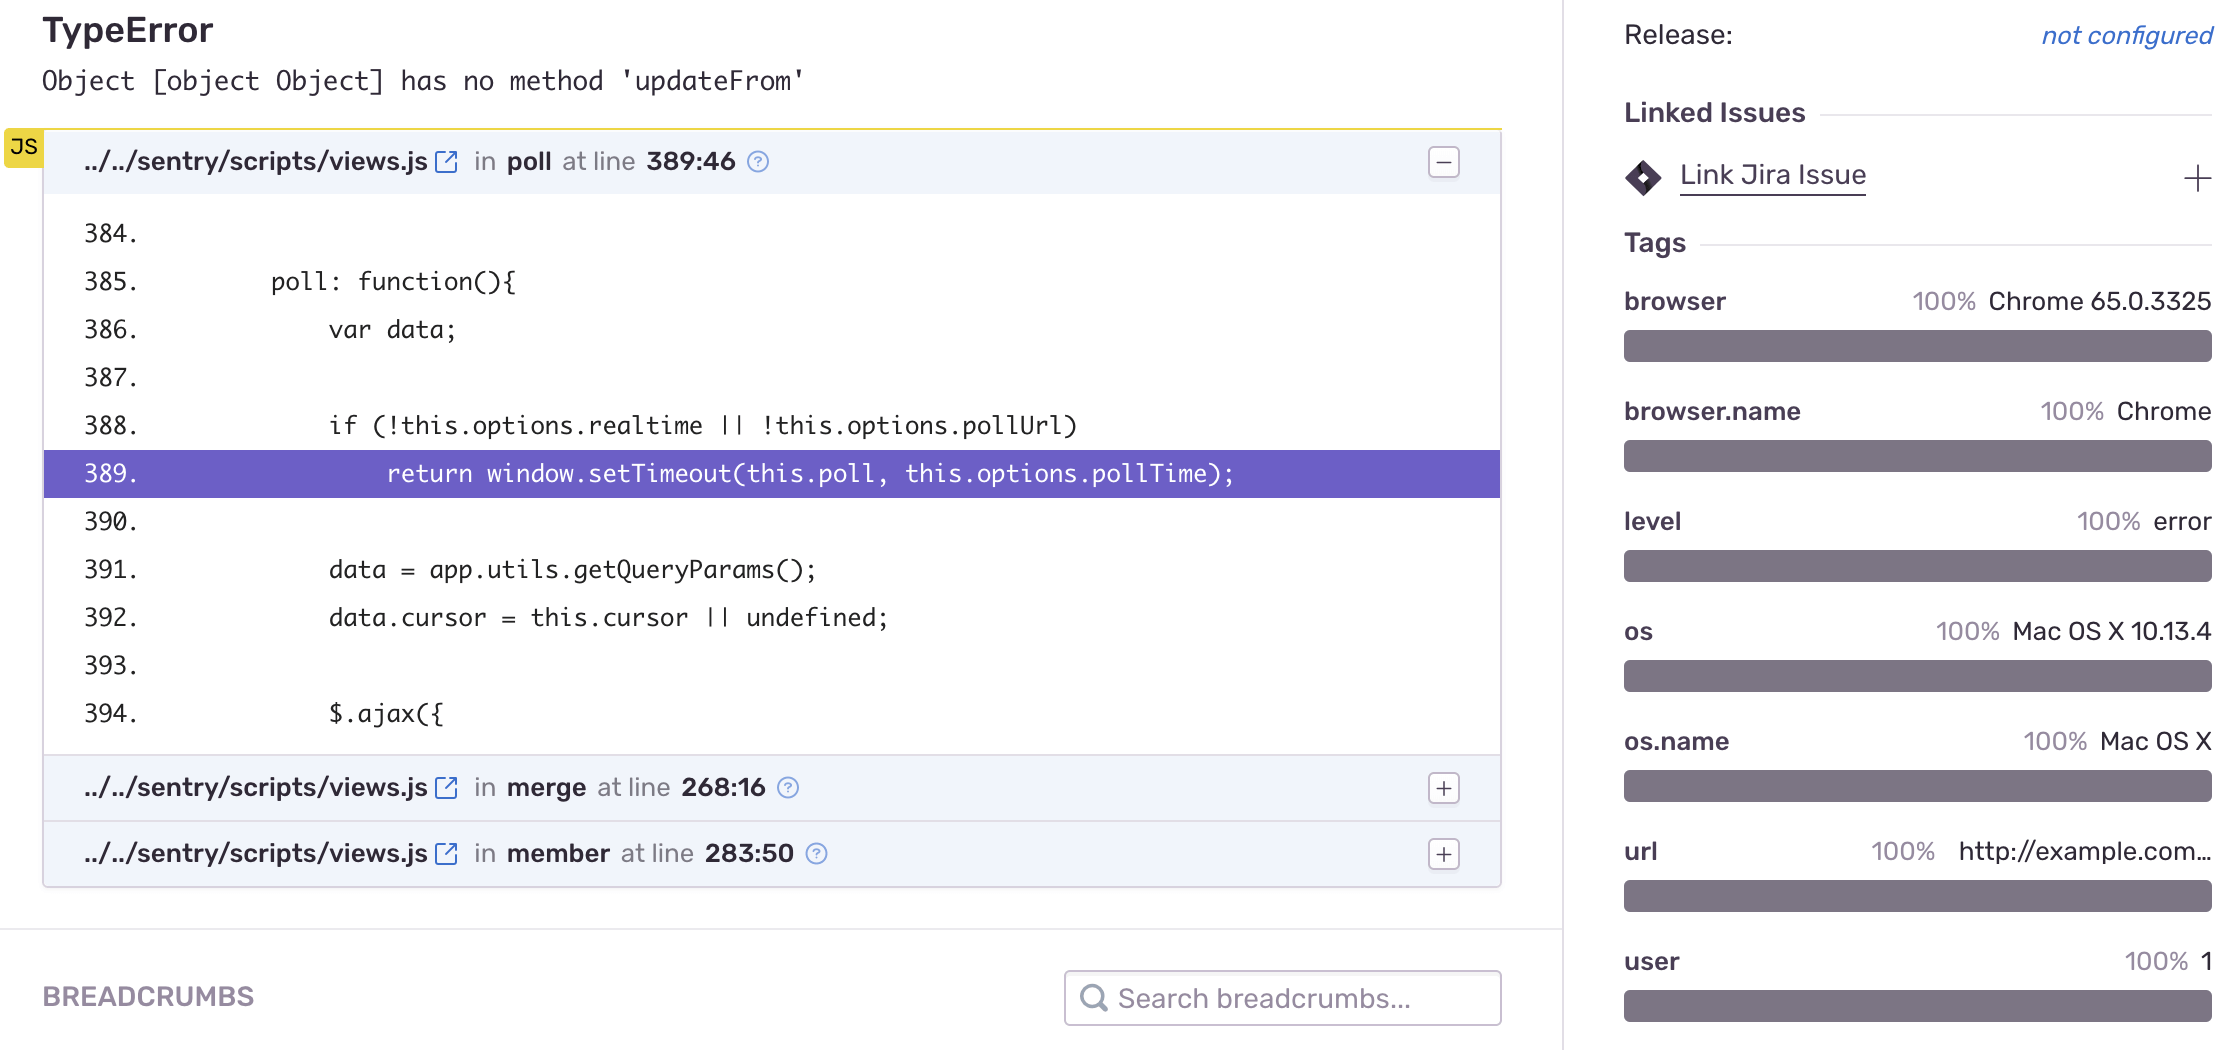 TypeError
Object [object Object] has no method 'updateFrom'
JS
../../sentry/scripts/views.js in poll at line 389:46 ?
384.
385. poll: function(){
386. var data;
387.
388. if (!this.options.realtime || !this.options.pollUrl)
389. return window.setTimeout(this.poll, this.options.pollTime);
390.
391. data = app.utils.getQueryParams();
392. data.cursor = this.cursor || undefined;
393.
394. $.ajax({
../../sentry/scripts/views.js in merge at line 268:16 ?
../../sentry/scripts/views.js in member at line 283:50 ?
BREADCRUMBS
Search breadcrumbs...
Release: not configured
Linked Issues
Link Jira Issue
Tags
browser 100% Chrome 65.0.3325
browser.name 100% Chrome
level 100% error
os 100% Mac OS X 10.13.4
os.name 100% Mac OS X
url 100% http://example.com...
user 100% 1